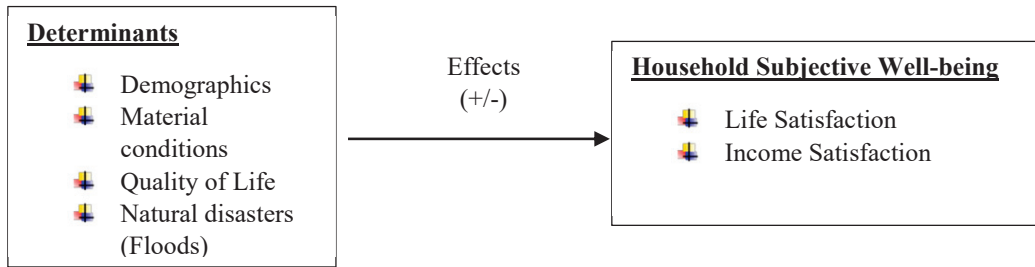 Determinants
Demographics
Material
conditions
Quality of Life
Natural disasters
(Floods)
Effects
(+/-)
Household Subjective Well-being
Life Satisfaction
Income Satisfaction